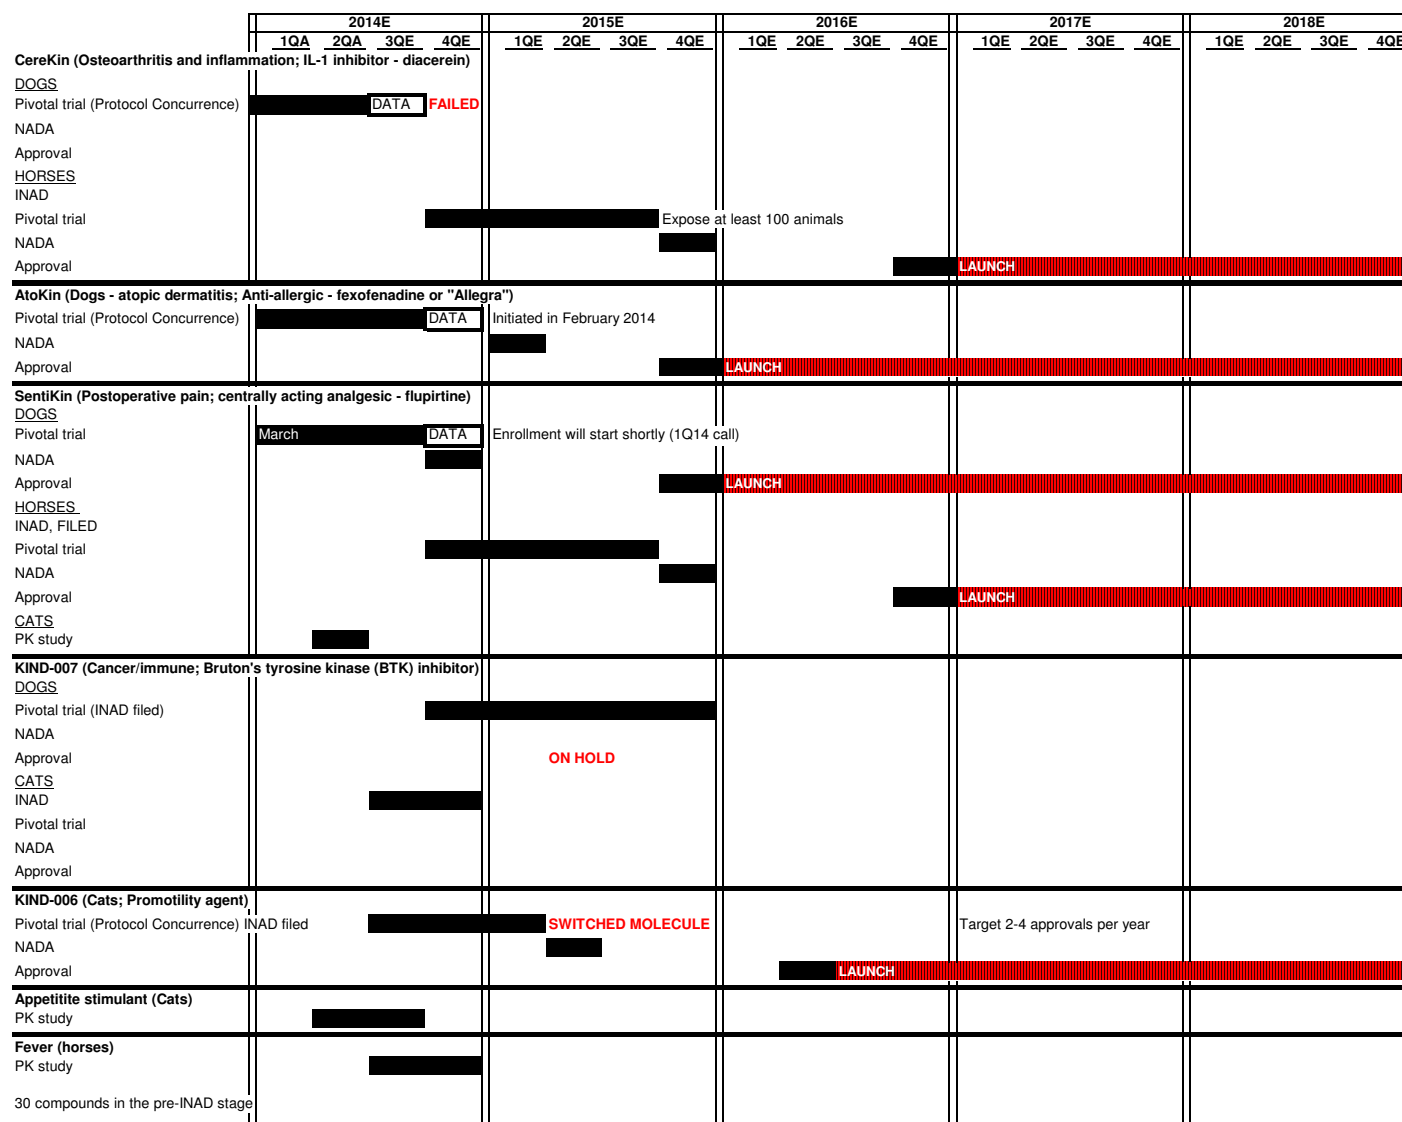 2014E 2015E 2016E 2017E 2018E
1QA 2QA 3QE 4QE 1QE 2QE 3QE 4QE 1QE 2QE 3QE 4QE 1QE 2QE 3QE 4QE 1QE 2QE 3QE 4QE
CereKin (Osteoarthritis and inflammation; IL-1 inhibitor - diacerein)
DOGS
Pivotal trial (Protocol Concurrence) DATA FAILED
NADA
Approval
HORSES
INAD
Pivotal trial Expose at least 100 animals
NADA
Approval LAUNCH
AtoKin (Dogs - atopic dermatitis; Anti-allergic - fexofenadine or "Allegra")
Pivotal trial (Protocol Concurrence) DATA Initiated in February 2014
NADA
Approval LAUNCH
SentiKin (Postoperative pain; centrally acting analgesic - flupirtine)
DOGS
Pivotal trial March DATA Enrollment will start shortly (1Q14 call)
NADA
Approval LAUNCH
HORSES
INAD, FILED
Pivotal trial
NADA
Approval LAUNCH
CATS
PK study
KIND-007 (Cancer/immune; Bruton's tyrosine kinase (BTK) inhibitor)
DOGS
Pivotal trial (INAD filed)
NADA
Approval ON HOLD
CATS
INAD
Pivotal trial
NADA
Approval
KIND-006 (Cats; Promotility agent)
Pivotal trial (Protocol Concurrence) INAD filed SWITCHED MOLECULE Target 2-4 approvals per year
NADA
Approval LAUNCH
Appetitite stimulant (Cats)
PK study
Fever (horses)
PK study
30 compounds in the pre-INAD stage